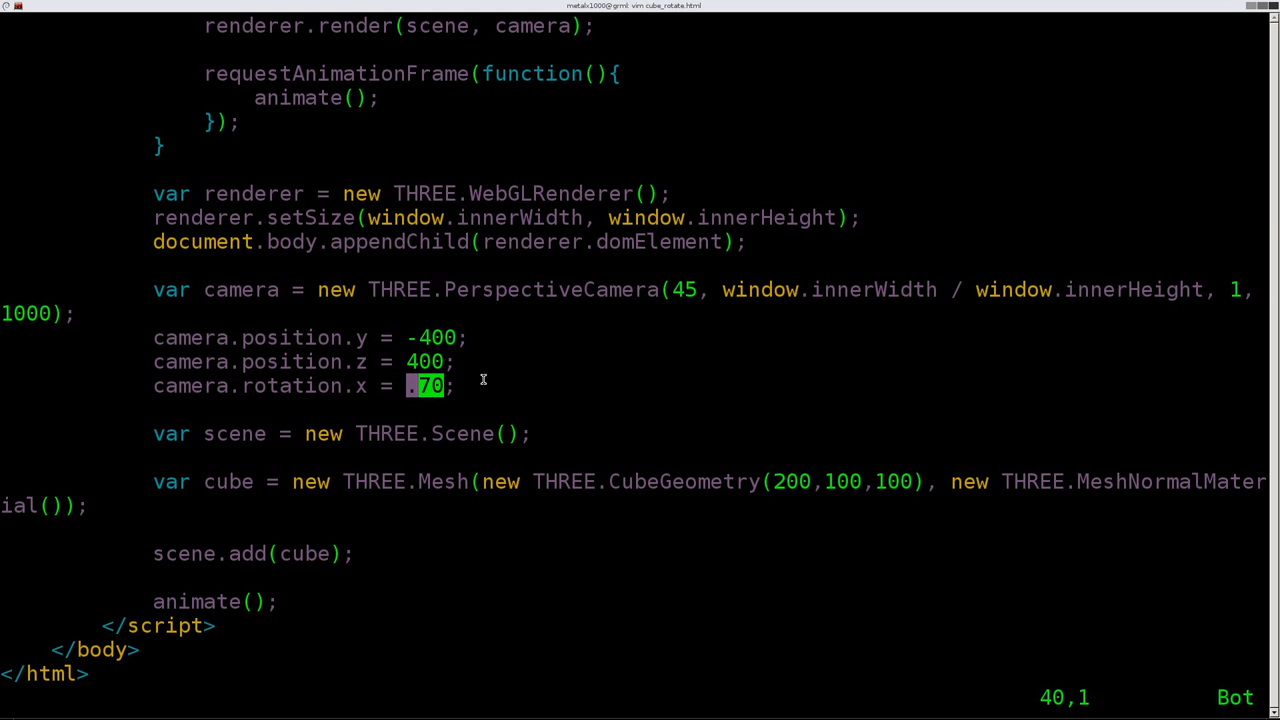 metalx1000@grml: vim cube_rotate.html
renderer.render(scene, camera);
requestAnimationFrame(function(){
animate();
});
}
var renderer = new THREE.WebGLRenderer();
renderer.setSize(window.innerWidth, window.innerHeight);
document.body.appendChild(renderer.domElement);
var camera = new THREE.PerspectiveCamera(45, window.innerWidth / window.innerHeight, 1,
1000);
camera.position.y = -400;
camera.position.z = 400;
camera.rotation.x = .70;
var scene = new THREE.Scene();
var cube = new THREE.Mesh(new THREE.CubeGeometry(200,100,100), new THREE.MeshNormalMater
ial());
scene.add(cube);
animate();
</script>
</body>
</html>
40,1 Bot